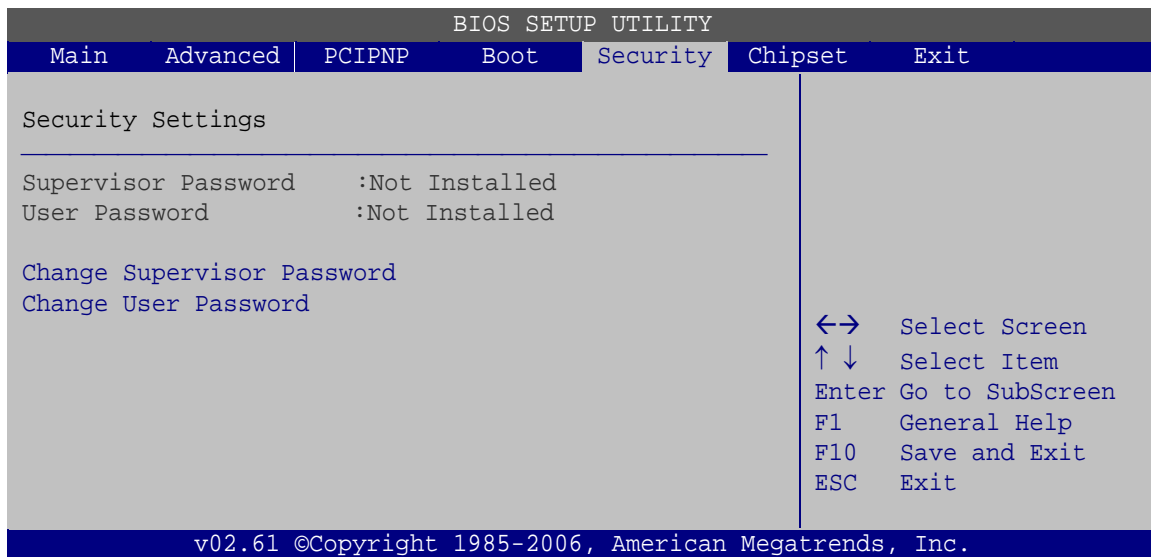 BIOS SETUP UTILITY
Main Advanced PCIPNP Boot Security Chipset Exit
Security Settings
Supervisor Password :Not Installed
User Password :Not Installed
Change Supervisor Password
Change User Password
←→ Select Screen
↑ ↓ Select Item
Enter Go to SubScreen
F1 General Help
F10 Save and Exit
ESC Exit
v02.61 ©Copyright 1985-2006, American Megatrends, Inc.